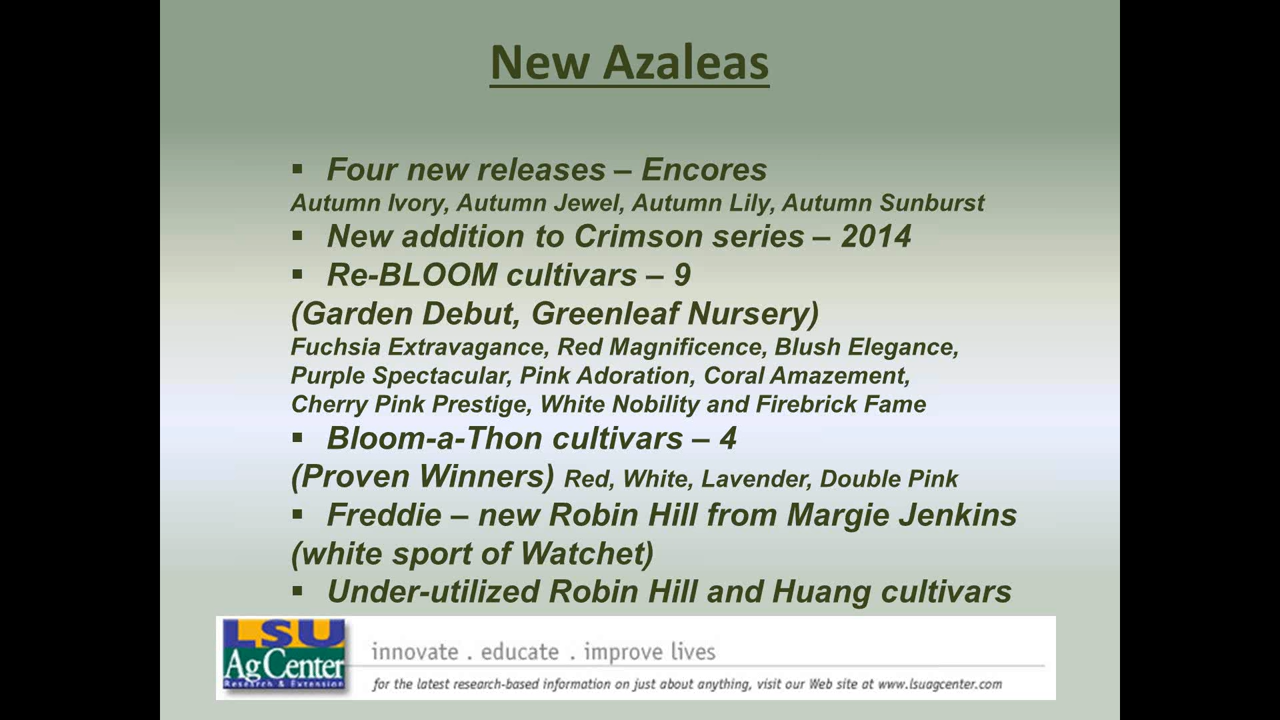 New Azaleas
▪ Four new releases – Encores
Autumn Ivory, Autumn Jewel, Autumn Lily, Autumn Sunburst
▪ New addition to Crimson series – 2014
▪ Re-BLOOM cultivars – 9
(Garden Debut, Greenleaf Nursery)
Fuchsia Extravagance, Red Magnificence, Blush Elegance,
Purple Spectacular, Pink Adoration, Coral Amazement,
Cherry Pink Prestige, White Nobility and Firebrick Fame
▪ Bloom-a-Thon cultivars – 4
(Proven Winners) Red, White, Lavender, Double Pink
▪ Freddie – new Robin Hill from Margie Jenkins
(white sport of Watchet)
▪ Under-utilized Robin Hill and Huang cultivars
LSU
AgCenter
Research & Extension
innovate . educate . improve lives
for the latest research-based information on just about anything, visit our Web site at www.lsuagcenter.com